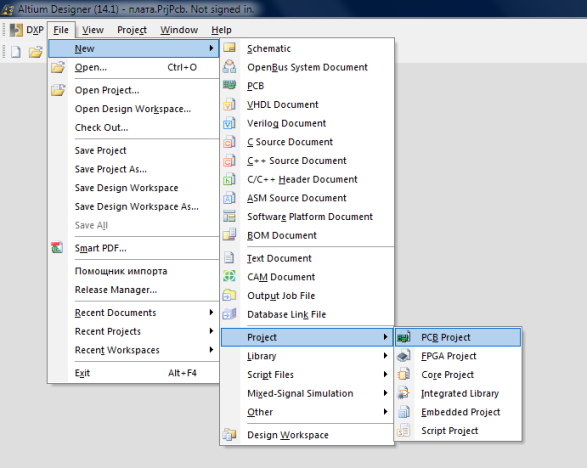 Altium Designer (14.1) - плата.PrjPcb. Not signed in.
DXP File View Project Window Help
New
Open... Ctrl+O
Open Project...
Open Design Workspace...
Check Out...
Save Project
Save Project As...
Save Design Workspace
Save Design Workspace As...
Save All
Smart PDF...
Помощник импорта
Release Manager...
Recent Documents
Recent Projects
Recent Workspaces
Exit Alt+F4
Schematic
OpenBus System Document
PCB
VHDL Document
Verilog Document
C Source Document
C++ Source Document
C/C++ Header Document
ASM Source Document
Software Platform Document
BOM Document
Text Document
CAM Document
Output Job File
Database Link File
Project
Library
Script Files
Mixed-Signal Simulation
Other
Design Workspace
PCB Project
FPGA Project
Core Project
Integrated Library
Embedded Project
Script Project